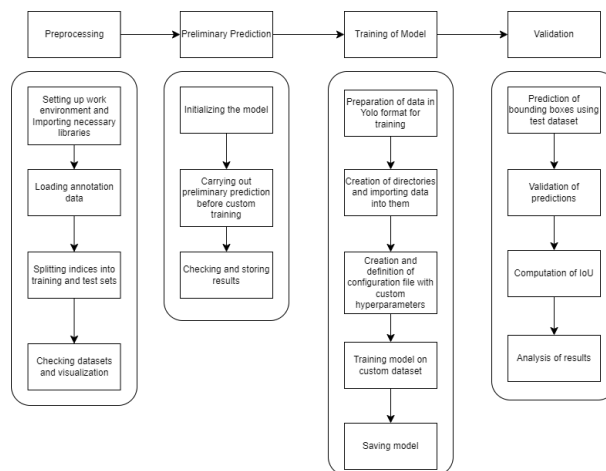 Preprocessing
Preliminary Prediction
Training of Model
Validation
Setting up work
environment and
Importing necessary
libraries
Loading annotation
data
Splitting indices into
training and test sets
Checking datasets
and visualization
Initializing the model
Carrying out
preliminary prediction
before custom
training
Checking and storing
results
Preparation of data in
Yolo format for
training
Creation of directories
and importing data
into them
Creation and
definition of
configuration file with
custom
hyperparameters
Training model on
custom dataset
Saving model
Prediction of
bounding boxes using
test dataset
Validation of
predictions
Computation of IoU
Analysis of results